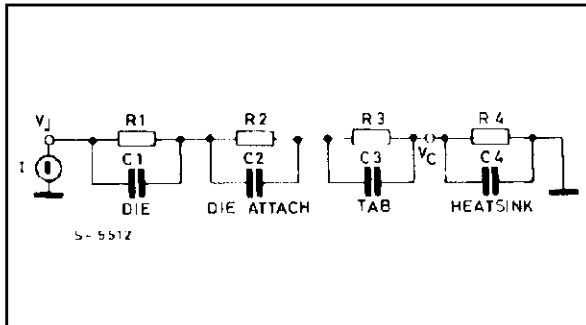 R1 R2 R3 R4
VJ VC
I C1 C2 C3 C4
DIE DIE ATTACH TAB HEATSINK
S-5512